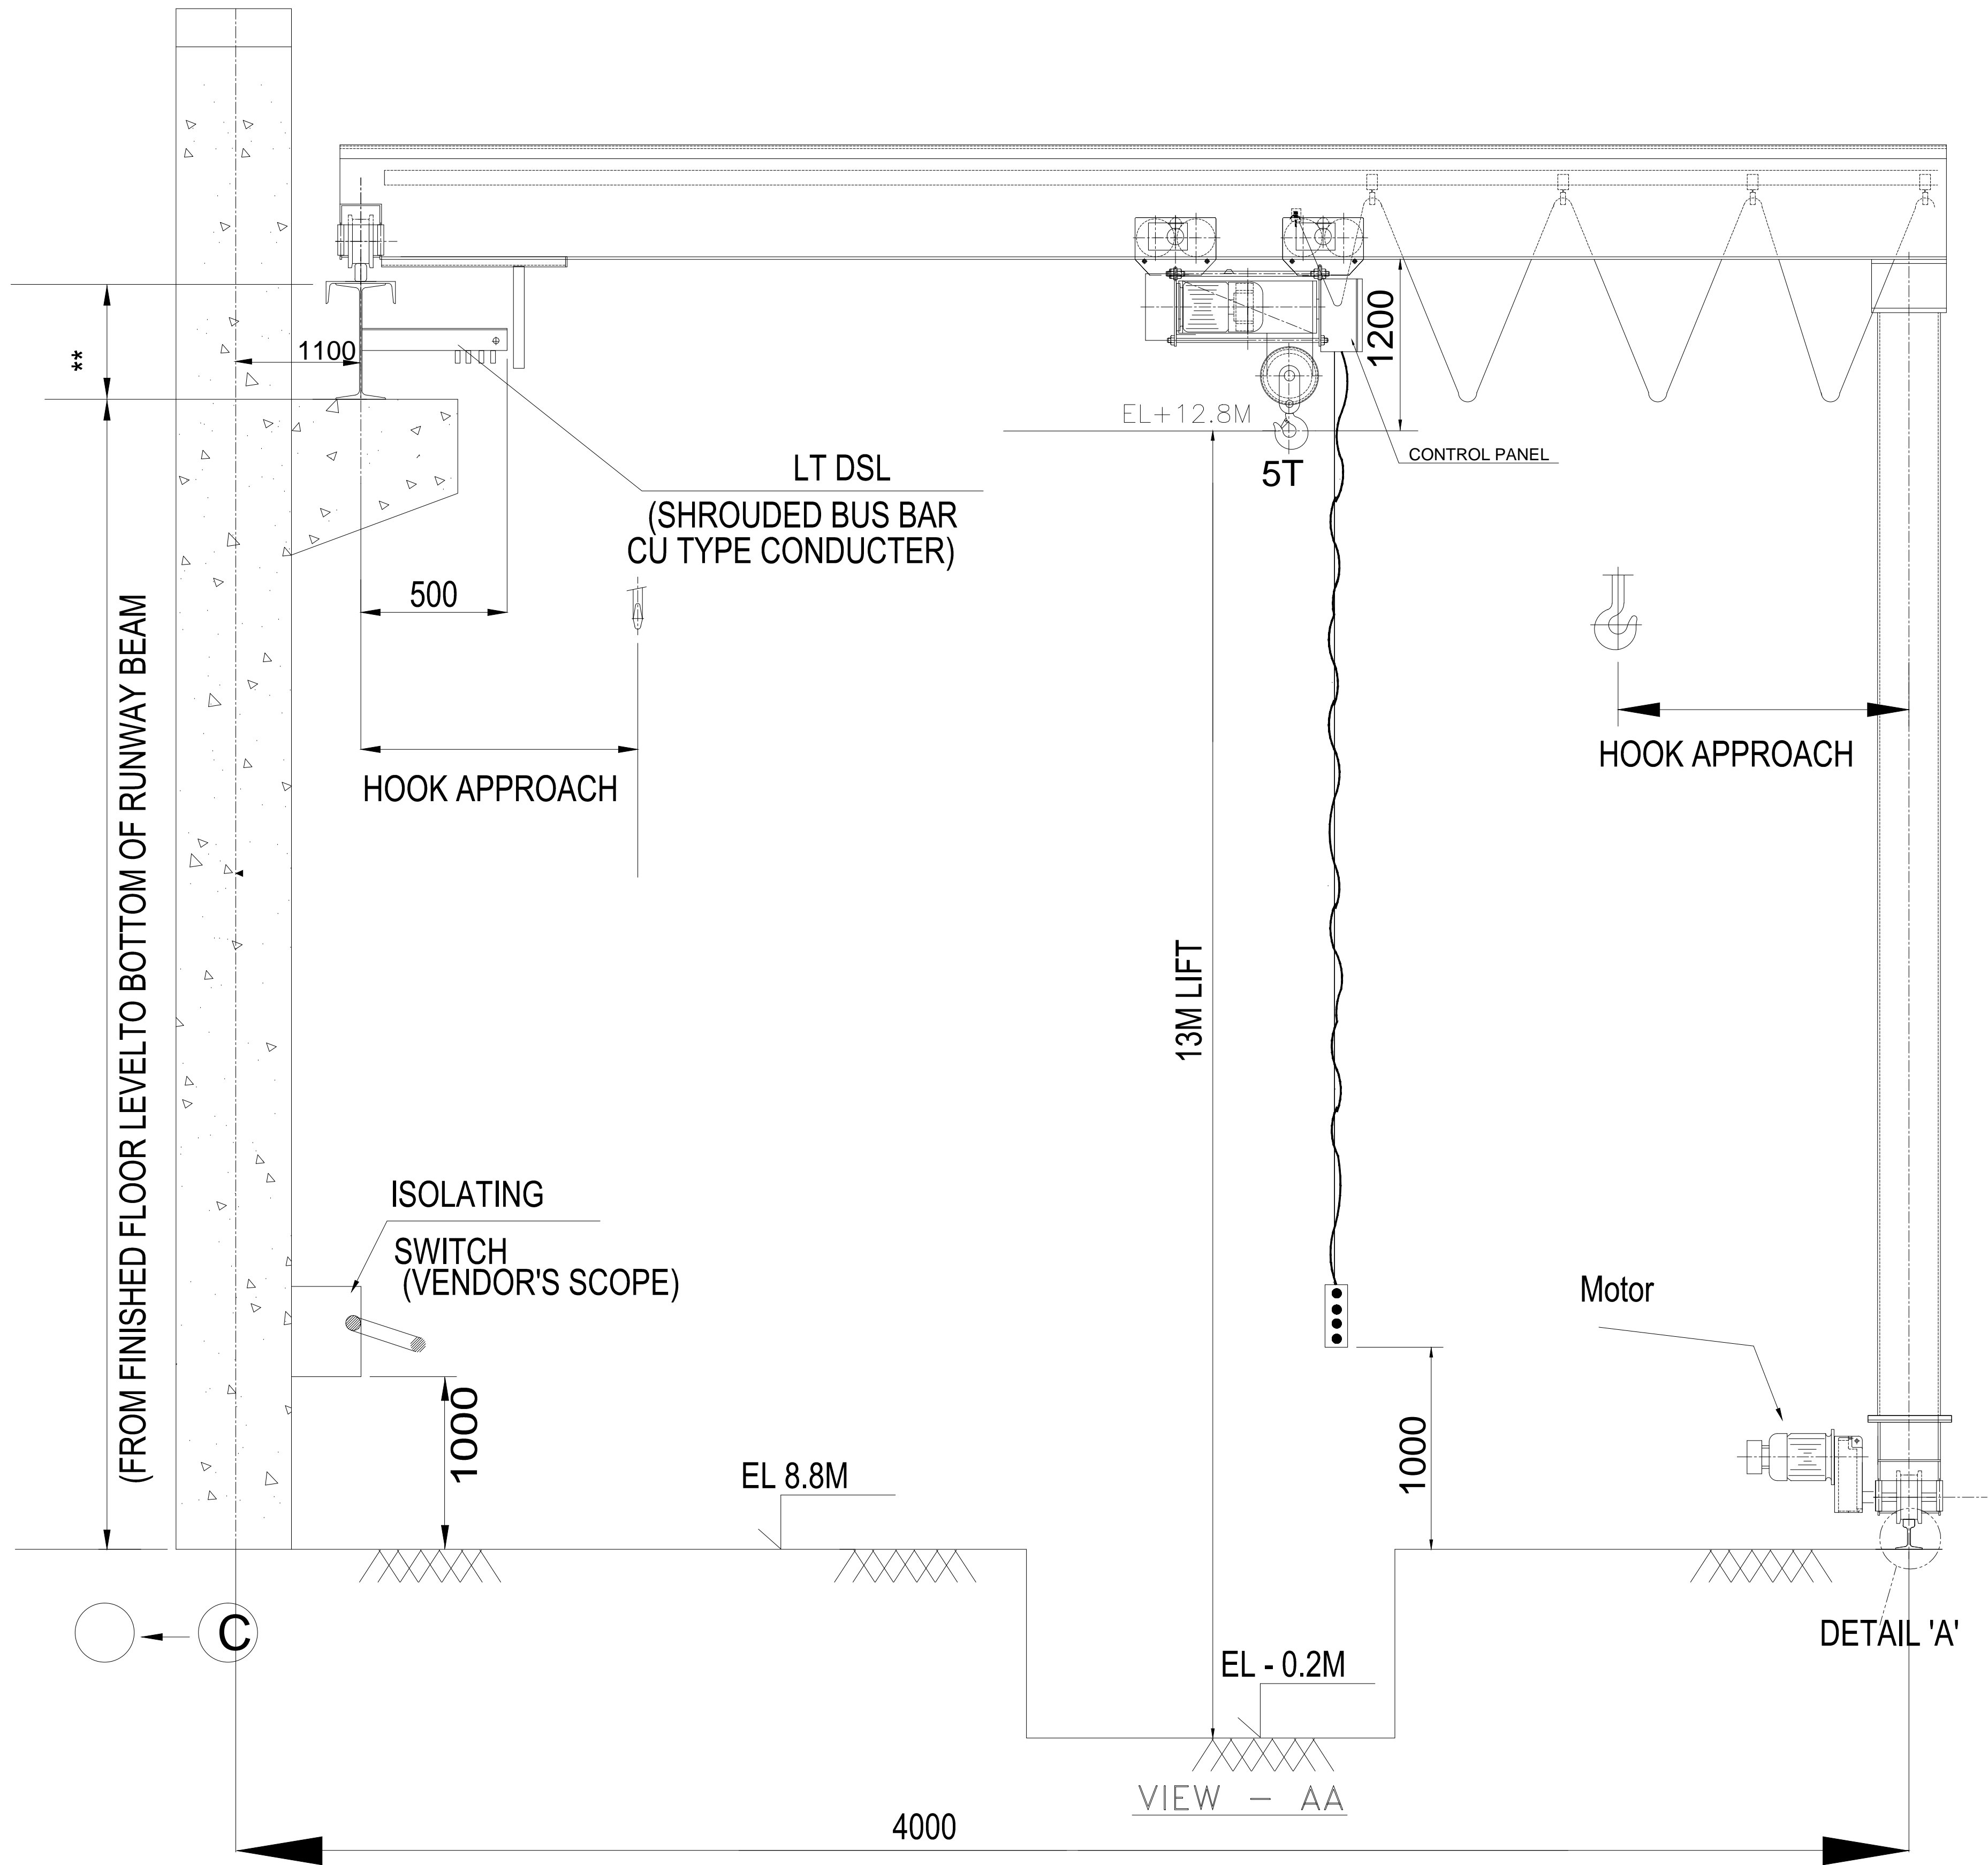 **
1100
1200
EL+12.8M
5T
CONTROL PANEL
LT DSL
(SHROUDED BUS BAR
CU TYPE CONDUCTER)
500
HOOK APPROACH
HOOK APPROACH
(FROM FINISHED FLOOR LEVELTO BOTTOM OF RUNWAY BEAM
13M LIFT
ISOLATING
SWITCH
(VENDOR'S SCOPE)
Motor
1000
1000
EL 8.8M
C
DETAIL 'A'
EL - 0.2M
VIEW - AA
4000